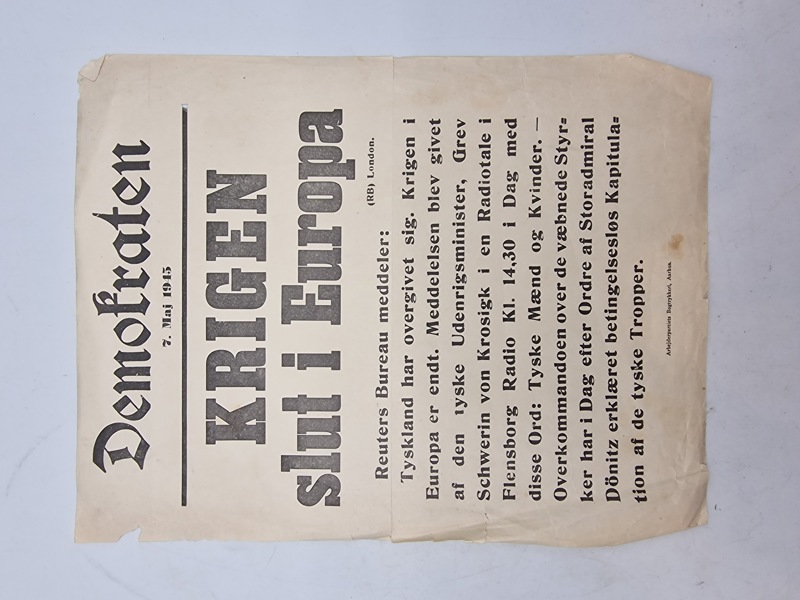 Demokraten
7. Maj 1945
KRIGEN
slut i Europa
(RB) London.
Reuters Bureau meddeler:
Tyskland har overgivet sig. Krigen i
Europa er endt. Meddelelsen blev givet
af den tyske Udenrigsminister, Grev
Schwerin von Krosigk i en Radiotale i
Flensborg Radio Kl. 14,30 i Dag med
disse Ord: Tyske Mænd og Kvinder. —
Overkommandoen over de væbnede Styr=
ker har i Dag efter Ordre af Storadmiral
Dönitz erklæret betingelsesløs Kapitula=
tion af de tyske Tropper.
Arbejderpartiets Bogtrykkeri, Aarhus.